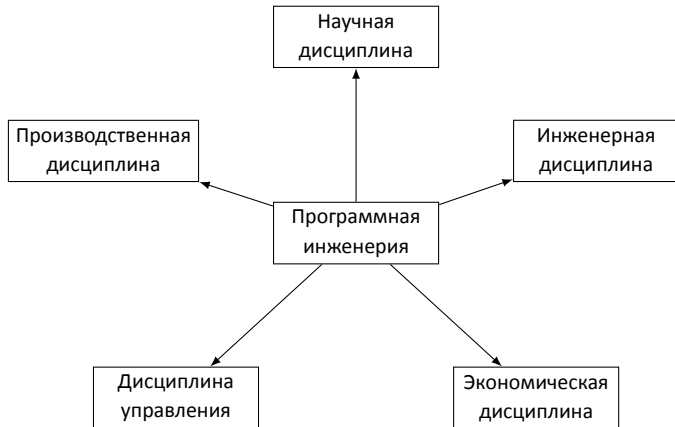 Научная
дисциплина
Производственная
дисциплина
Инженерная
дисциплина
Программная
инженерия
Дисциплина
управления
Экономическая
дисциплина